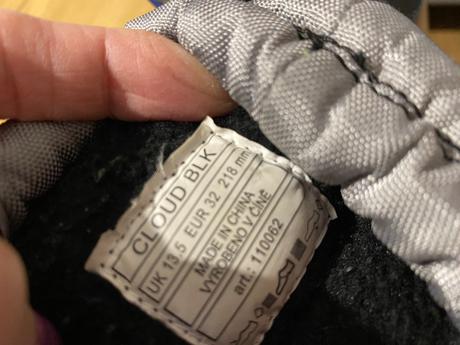 CLOUD BLK
UK 13,5 EUR 32 218 mm
MADE IN CHINA
VYROBENO V ČÍNĚ
art.: 110062